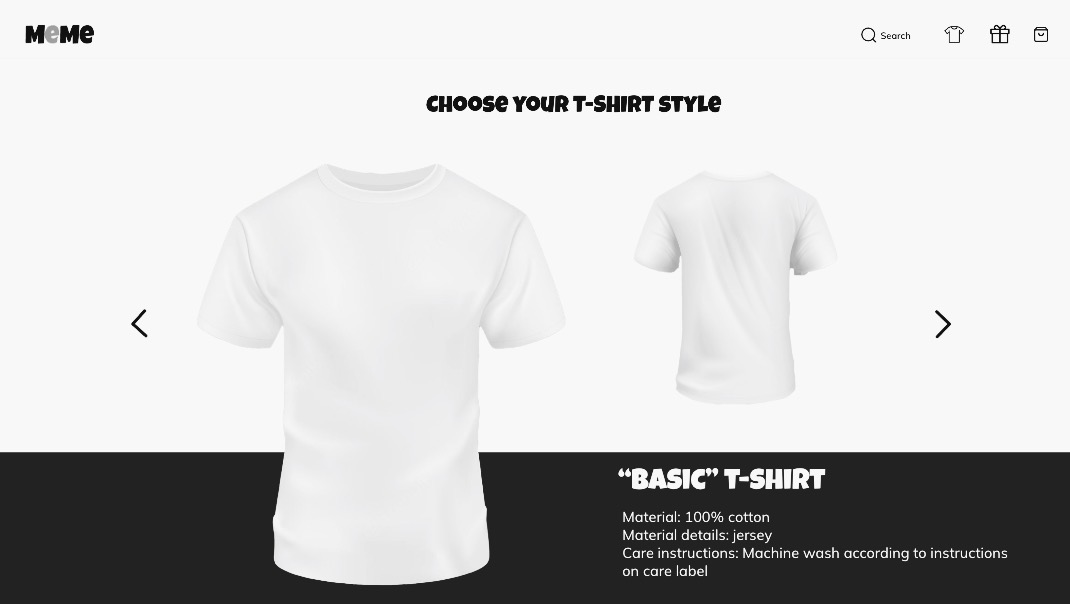 MeMe
Search
CHOOSE YOUR T-SHIRT STYLE
“BASIC” T-SHIRT
Material: 100% cotton
Material details: jersey
Care instructions: Machine wash according to instructions
on care label